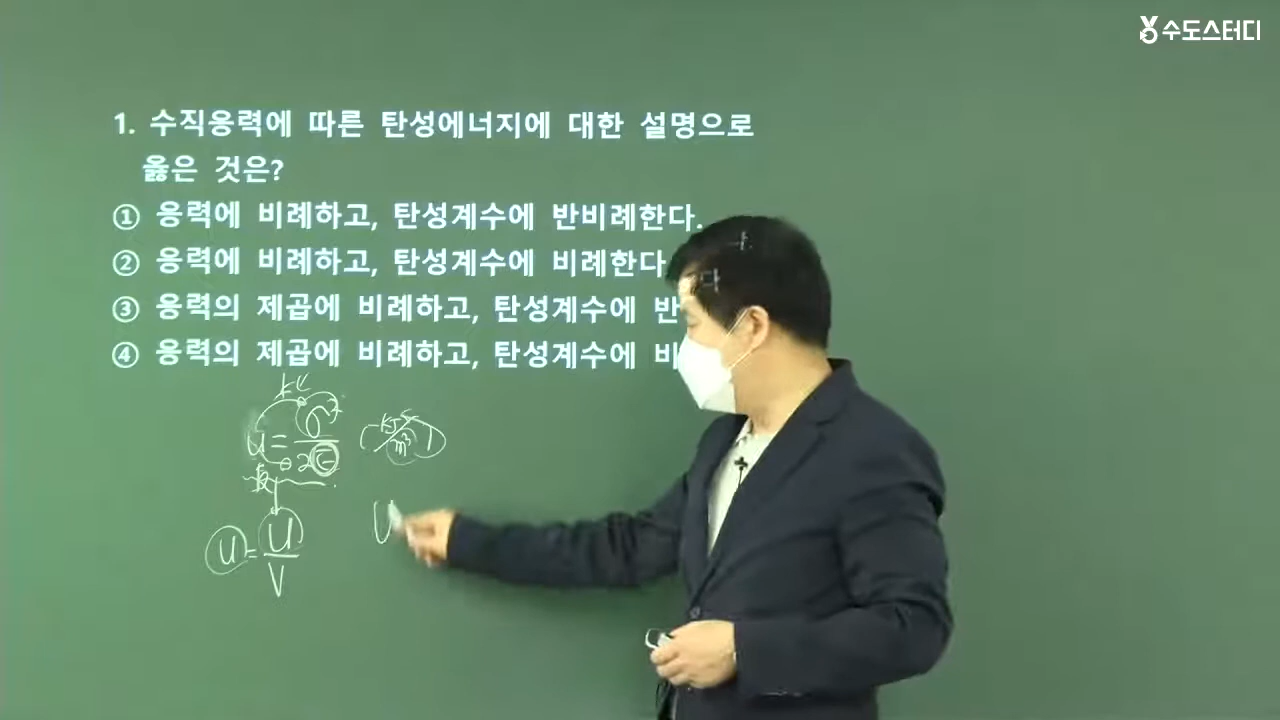 수도스터디
1. 수직응력에 따른 탄성에너지에 대한 설명으로
옳은 것은?
① 응력에 비례하고, 탄성계수에 반비례한다.
② 응력에 비례하고, 탄성계수에 비례한다
③ 응력의 제곱에 비례하고, 탄성계수에 반
④ 응력의 제곱에 비례하고, 탄성계수에 비
u = σ² / 2E
u = U / V
U